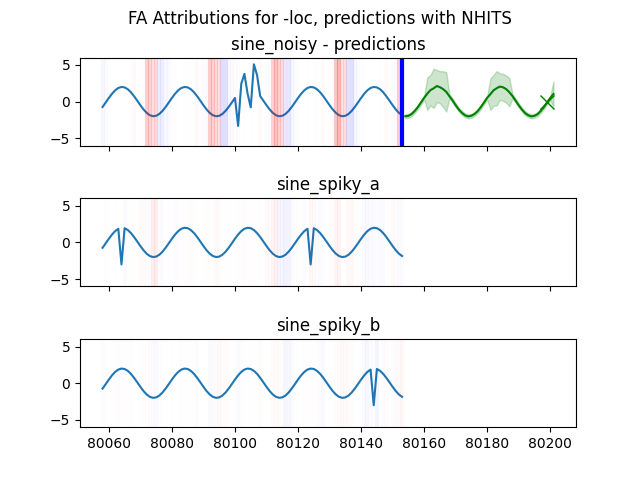 FA Attributions for -loc, predictions with NHITS
sine_noisy - predictions
5
0
−5
sine_spiky_a
5
0
−5
sine_spiky_b
5
0
−5
80060 80080 80100 80120 80140 80160 80180 80200